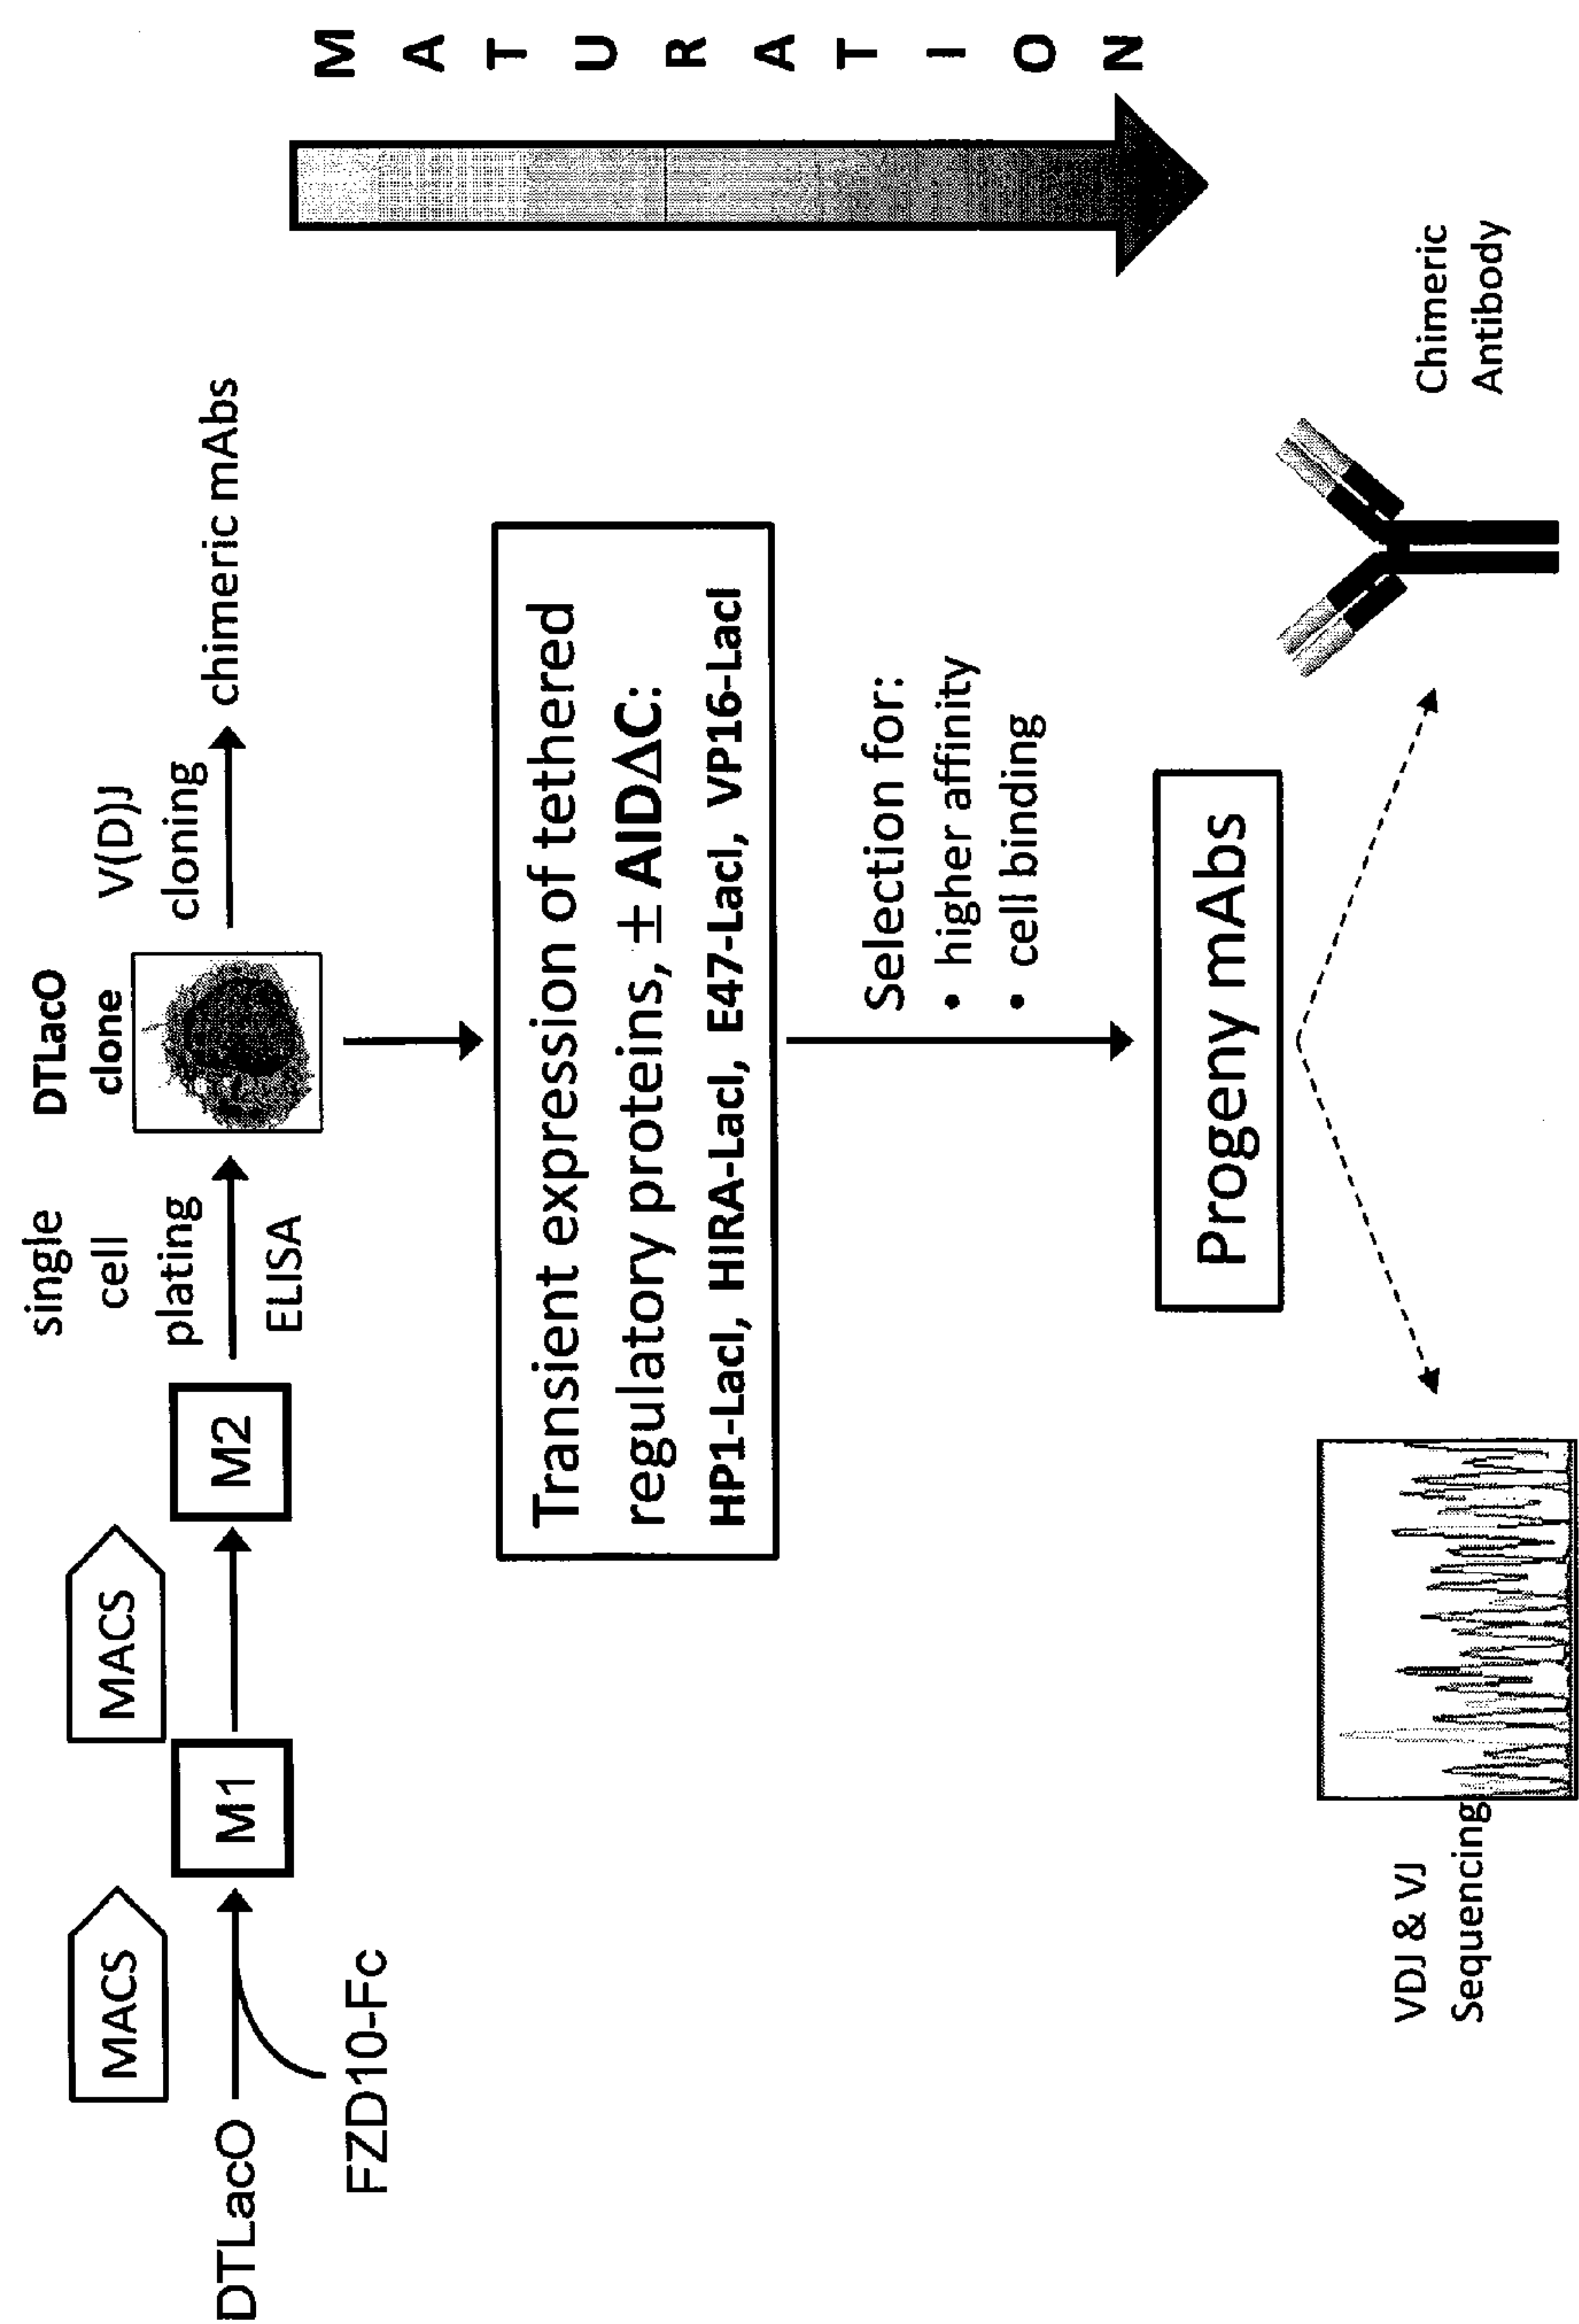 DTLacO
FZD10-Fc
MACS
M1
MACS
M2
single
cell
plating
ELISA
DTLacO
clone
V(D)J
cloning
chimeric mAbs
Transient expression of tethered
regulatory proteins, ± AIDΔC:
HP1-LacI, HIRA-LacI, E47-LacI, VP16-LacI
Selection for:
• higher affinity
• cell binding
Progeny mAbs
VDJ & VJ
Sequencing
Chimeric
Antibody
MATURATION